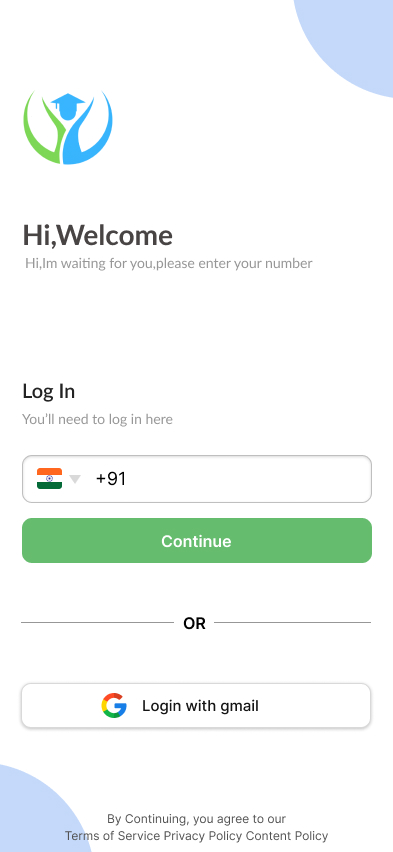 Hi,Welcome
Hi,Im waiting for you,please enter your number
Log In
You'll need to log in here
+91
Continue
OR
Login with gmail
By Continuing, you agree to our
Terms of Service Privacy Policy Content Policy